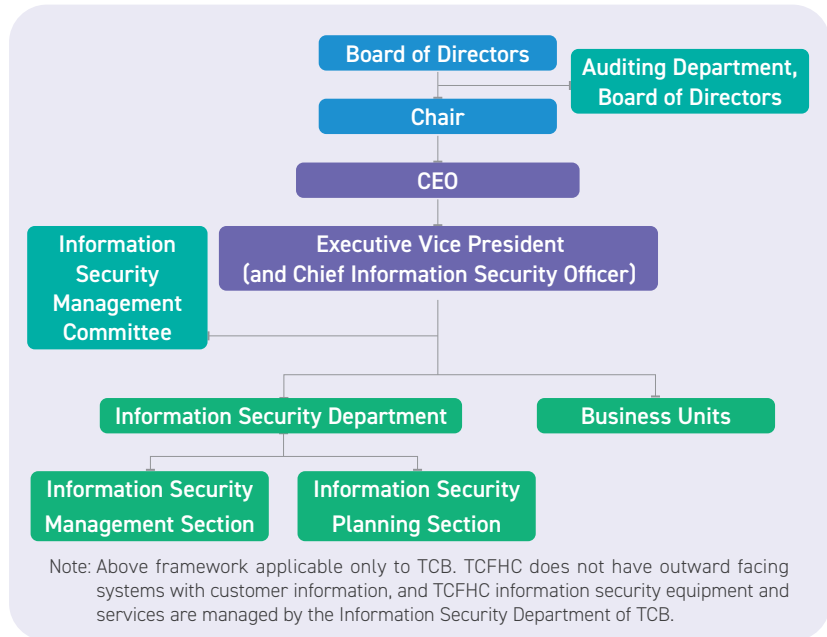 Board of Directors
Auditing Department,
Board of Directors
Chair
CEO
Information
Security
Management
Committee
Executive Vice President
(and Chief Information Security Officer)
Information Security Department
Business Units
Information Security
Management Section
Information Security
Planning Section
Note: Above framework applicable only to TCB. TCFHC does not have outward facing
systems with customer information, and TCFHC information security equipment and
services are managed by the Information Security Department of TCB.